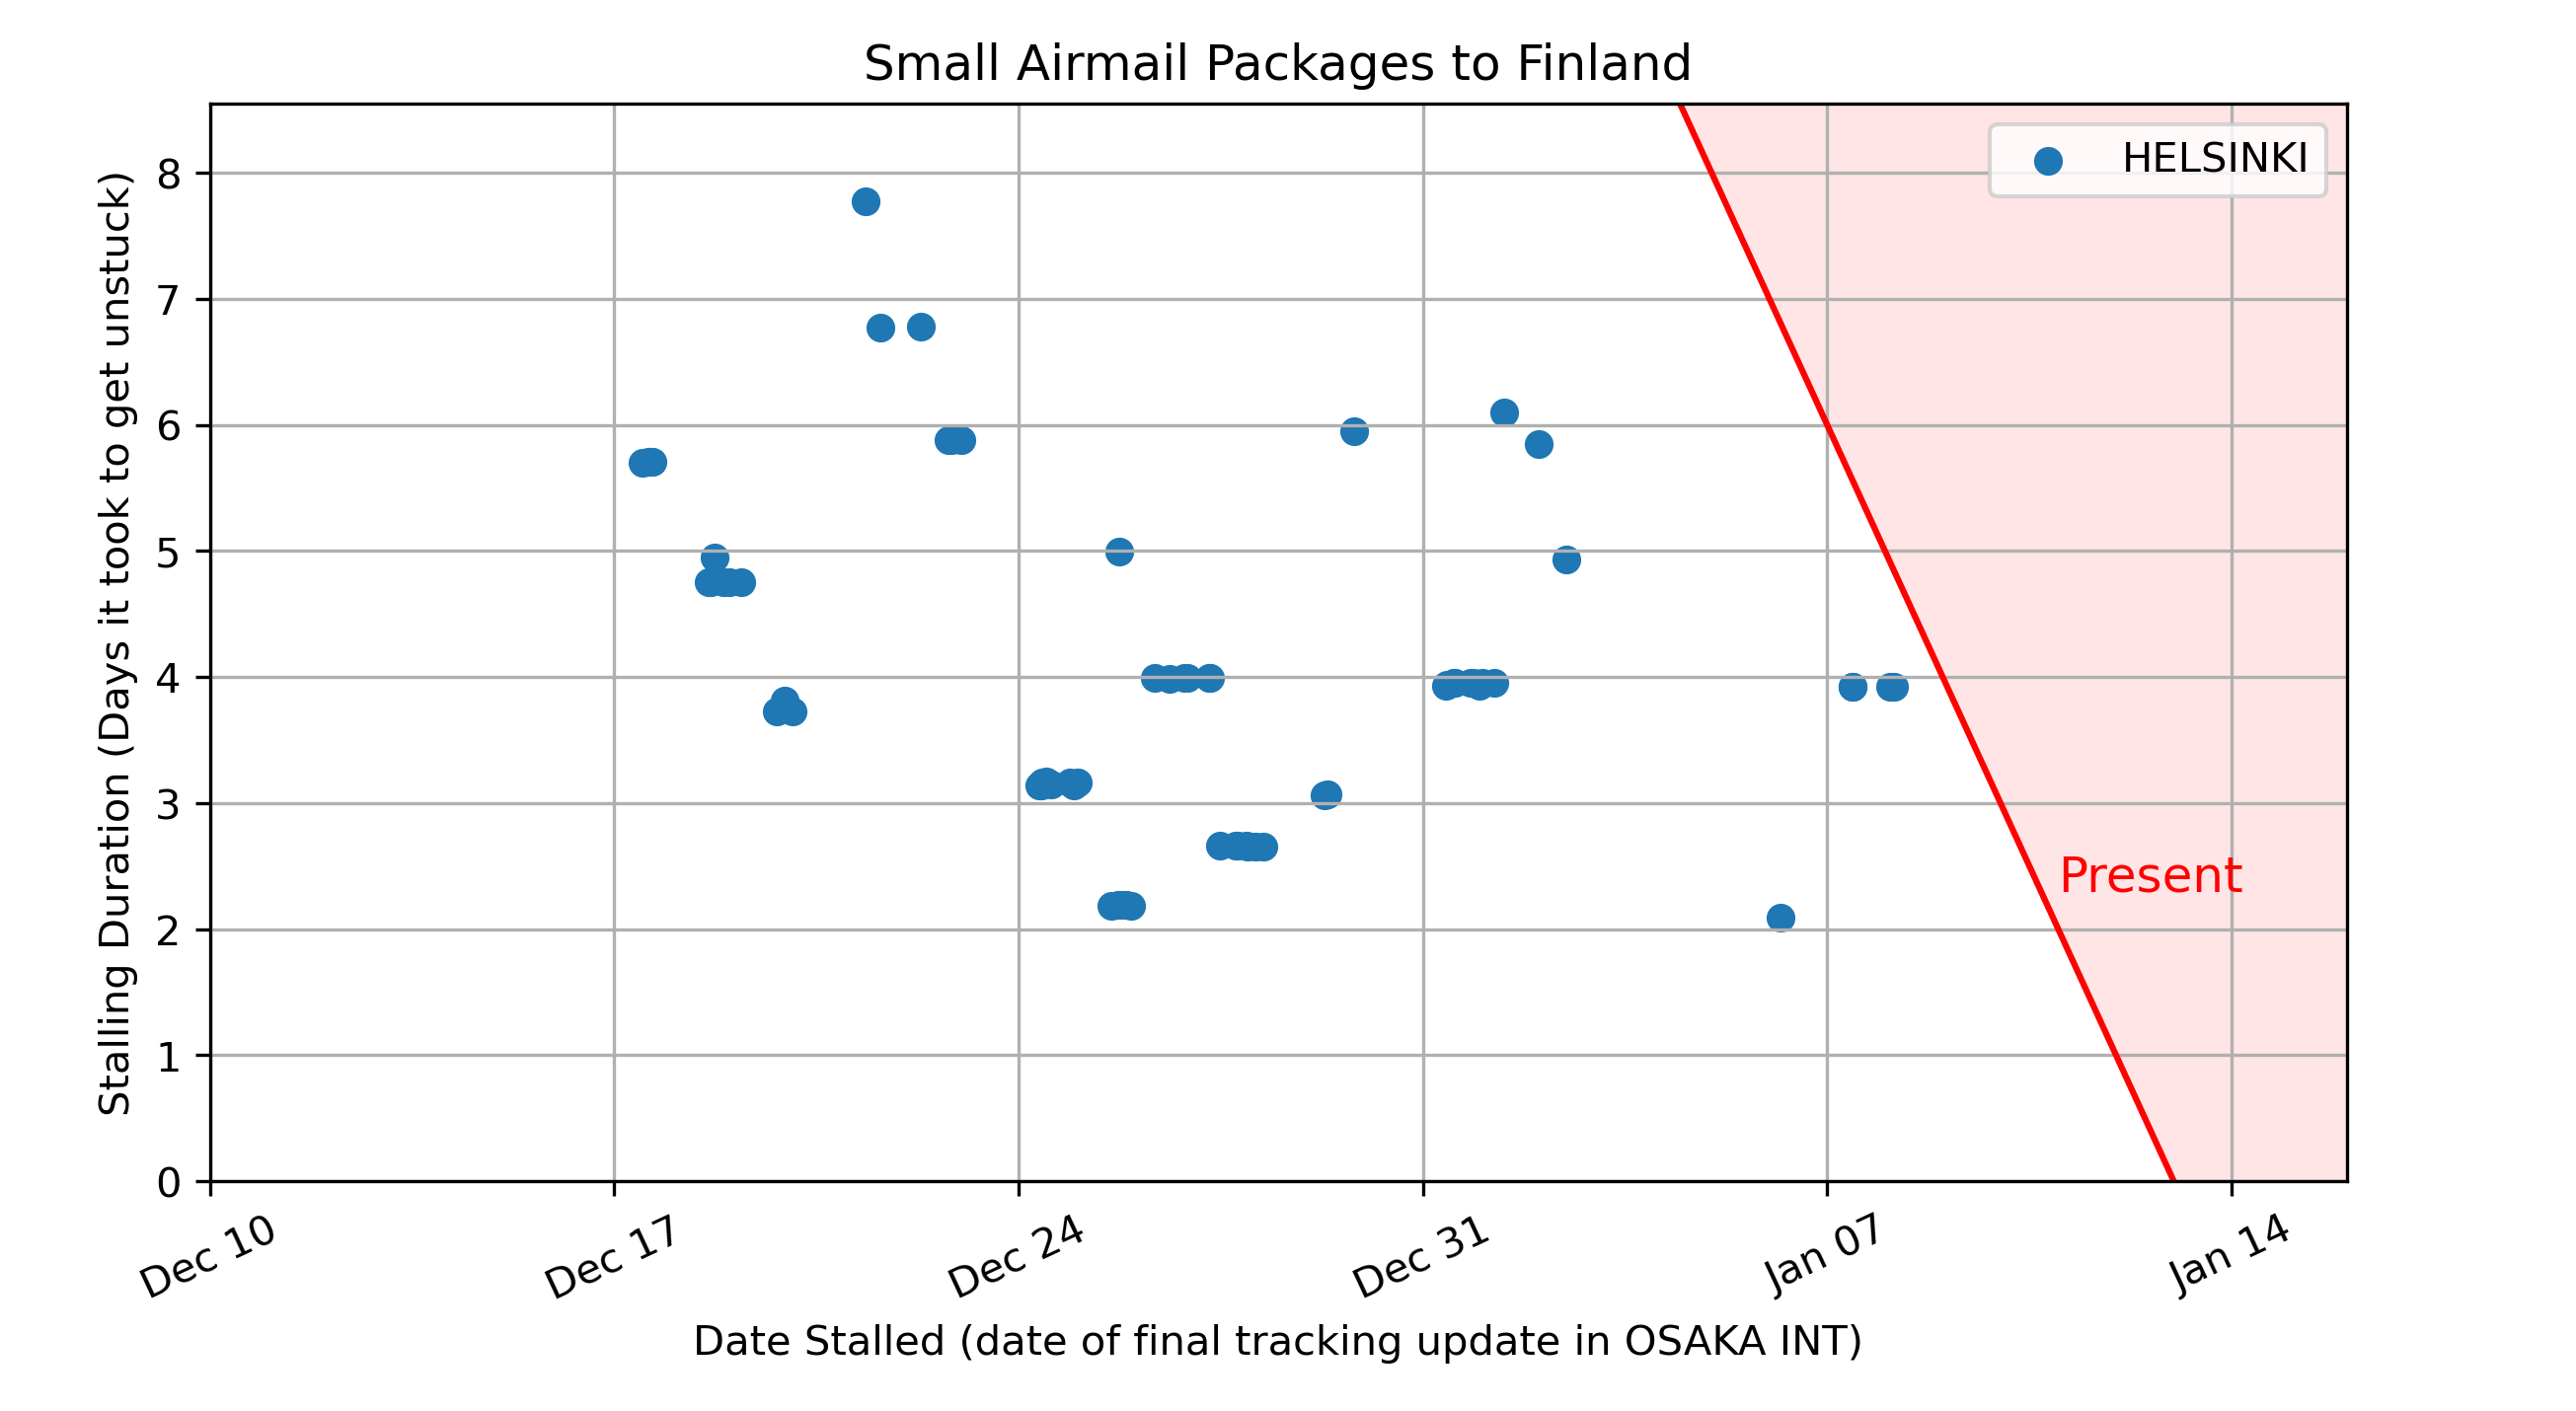 Small Airmail Packages to Finland
HELSINKI
Stalling Duration (Days it took to get unstuck)
8
7
6
5
4
3
2
1
0
Present
Dec 10
Dec 17
Dec 24
Dec 31
Jan 07
Jan 14
Date Stalled (date of final tracking update in OSAKA INT)